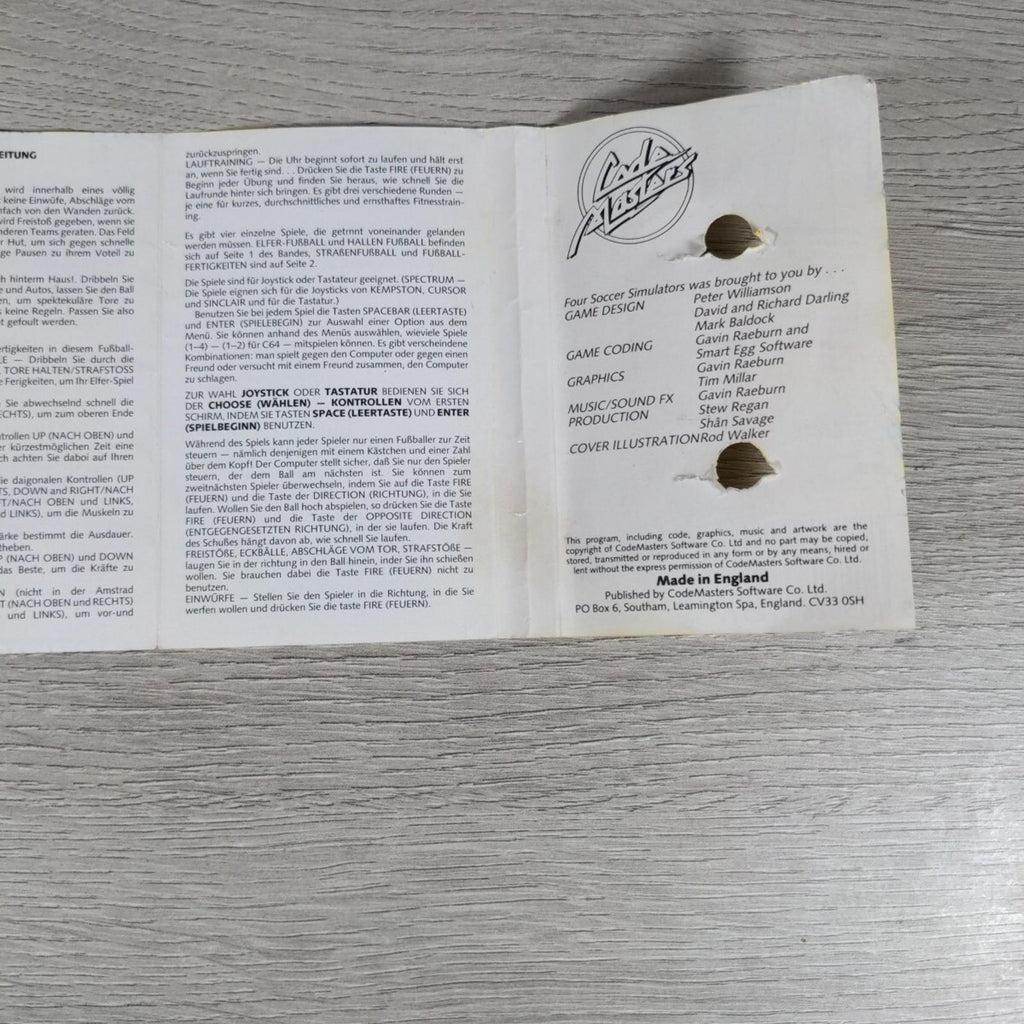 EITUNG
wird innerhalb eines völlig
keine Einwüfe, Abschläge vom
nfach von den Wanden zurück.
wird Freistoß gegeben, wenn sie
nderen Teams geraten. Das Feld
r Hut, um sich gegen schnelle
ge Pausen zu ihrem Voteil zu
h hinterm Haus!. Dribbeln Sie
e und Autos, lassen Sie den Ball
en, um spektekuläre Tore zu
s keine Regeln. Passen Sie also
t gefoult werden.
rtigkeiten in diesem Fußball-
LE — Dribbeln Sie durch die
TORE HALTEN/STRAFSTOSS
e Ferigkeiten, um Ihr Elfer-Spiel
Sie abwechselnd schnell die
ECHTS), um zum oberen Ende
trollen UP (NACH OBEN) und
r kürzestmöglichen Zeit eine
ch achten Sie daboi auf Ihren
ie daigonalen Kontrollen (UP
TS, DOWN and RIGHT/NACH
FT/NACH OBEN und LINKS,
d LINKS), um die Muskeln zu
ärke bestimmt die Ausdauer.
theben.
P (NACH OBEN) und DOWN
das Beste, um die Kräfte zu
N (nicht in der Amstrad
T (NACH OBEN und RECHTS)
und LINKS), um vor-und
zurückzuspringen.
LAUFTRAINING — Die Uhr beginnt sofort zu laufen und hält erst
an, wenn Sie fertig sind. . . Drücken Sie die Taste FIRE (FEUERN) zu
Beginn jeder Übung und finden Sie heraus, wie schnell Sie die
Laufrunde hinter sich bringen. Es gibt drei verschiedene Runden —
je eine für kurzes, durchschnittliches und ernsthaftes Fitnesstrain-
ing.
Es gibt vier einzelne Spiele, die getrnnt voneinander gelanden
werden müssen. ELFER-FUßBALL und HALLEN FUßBALL befinden
sich auf Seite 1 des Bandes, STRAßENFUßBALL und FUßBALL-
FERTIGKEITEN sind auf Seite 2.
Die Spiele sind für Joystick oder Tastateur geeignet. (SPECTRUM —
Die Spiele eignen sich für die Joysticks von KEMPSTON, CURSOR
und SINCLAIR und für die Tastatur.)
Benutzen Sie bei jedem Spiel die Tasten SPACEBAR (LEERTASTE)
und ENTER (SPIELEBEGIN) zur Auswahl einer Option aus dem
Menü. Sie können anhand des Menüs auswählen, wieviele Spiele
(1–4) — (1–2) für C64 — mitspielen können. Es gibt verscheindene
Kombinationen: man spielt gegen den Computer oder gegen einen
Freund oder versucht mit einem Freund zusammen, den Computer
zu schlagen.
ZUR WAHL JOYSTICK ODER TASTATUR BEDIENEN SIE SICH
DER CHOOSE (WÄHLEN) — KONTROLLEN VOM ERSTEN
SCHIRM, INDEM SIE TASTEN SPACE (LEERTASTE) UND ENTER
(SPIELBEGINN) BENUTZEN.
Während des Spiels kann jeder Spieler nur einen Fußballer zur Zeit
steuern — nämlich denjenigen mit einem Kästchen und einer Zahl
über dem Kopf! Der Computer stellt sicher, daß Sie nur den Spieler
steuern, der dem Ball am nächsten ist. Sie können zum
zweitnächsten Spieler überwechseln, indem Sie auf die Taste FIRE
(FEUERN) und die Taste der DIRECTION (RICHTUNG), in die Sie
laufen. Wollen Sie den Ball hoch abspielen, so drücken Sie die Taste
FIRE (FEUERN) und die Taste der OPPOSITE DIRECTION
(ENTGEGENGESETZTEN RICHTUNG), in der sie laufen. Die Kraft
des Schußes hängt davon ab, wie schnell Sie laufen.
FREISTÖßE, ECKBÄLLE, ABSCHLÄGE VOM TOR, STRAFSTÖßE —
laugen Sie in der richtung in den Ball hinein, inder Sie ihn schießen
wollen. Sie brauchen dabei die Taste FIRE (FEUERN) nicht zu
benutzen.
EINWÜRFE — Stellen Sie den Spieler in die Richtung, in die Sie
werfen wollen und drücken Sie die taste FIRE (FEUERN).
Code
Masters
Four Soccer Simulators was brought to you by . . .
GAME DESIGN Peter Williamson
David and Richard Darling
Mark Baldock
GAME CODING Gavin Raeburn and
Smart Egg Software
GRAPHICS Gavin Raeburn
Tim Millar
MUSIC/SOUND FX Gavin Raeburn
PRODUCTION Stew Regan
Shân Savage
COVER ILLUSTRATION Rod Walker
This program, including code, graphics, music and artwork are the
copyright of CodeMasters Software Co. Ltd and no part may be copied,
stored, transmitted or reproduced in any form or by any means, hired or
lent without the express permission of CodeMasters Software Co. Ltd.
Made in England
Published by CodeMasters Software Co. Ltd.
PO Box 6, Southam, Leamington Spa, England. CV33 0SH